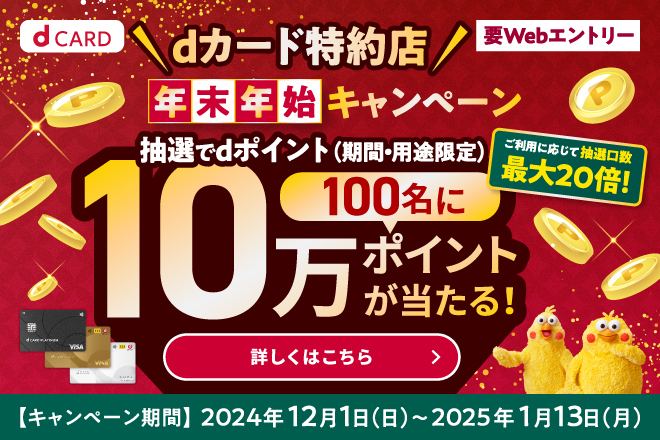 d CARD
dカード特約店
要Webエントリー
年末年始キャンペーン
抽選でdポイント(期間・用途限定)
ご利用に応じて抽選口数
最大20倍!
100名に
10万ポイント
が当たる!
d CARD PLATINUM
VISA
VISA
詳しくはこちら
【キャンペーン期間】2024年12月1日(日)～2025年1月13日(月)